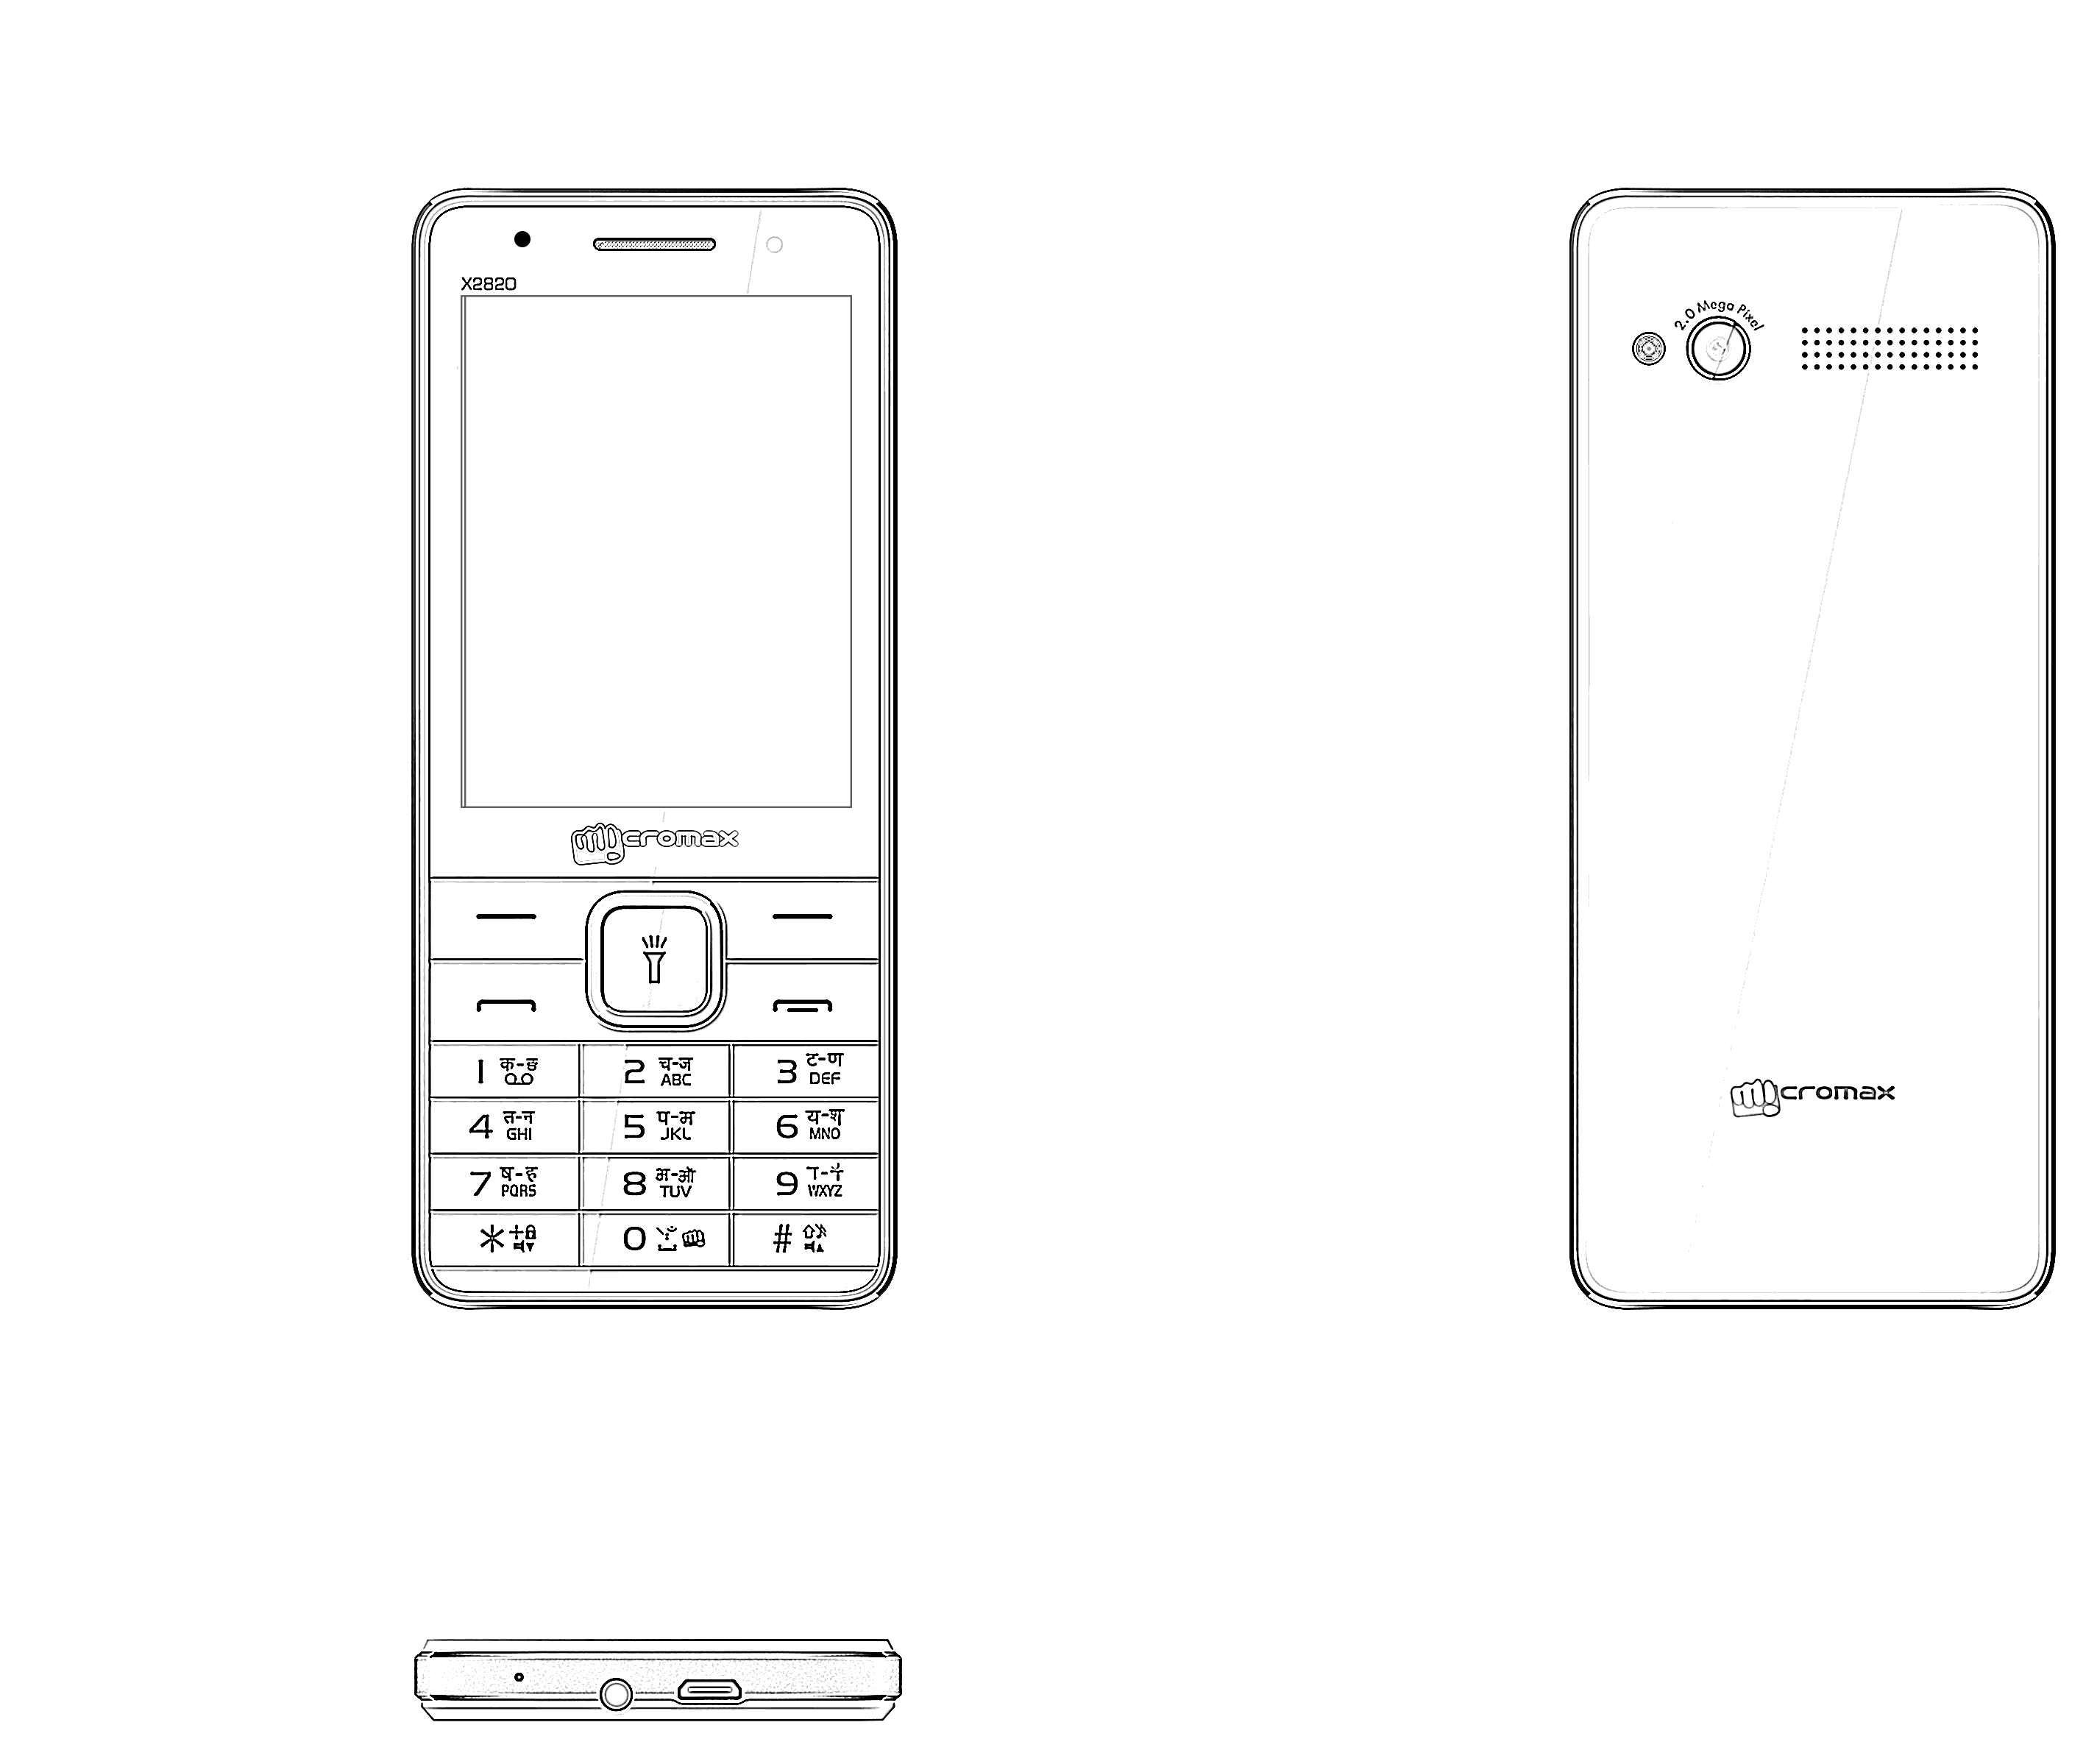 X2820
micromax
1 क-ङ
2 च-ज ABC
3 ट-ण DEF
4 त-न GHI
5 प-म JKL
6 य-श MNO
7 ष-ह PQRS
8 अ-ओ TUV
9 WXYZ
* +
0
#
2.0 Mega Pixel
micromax